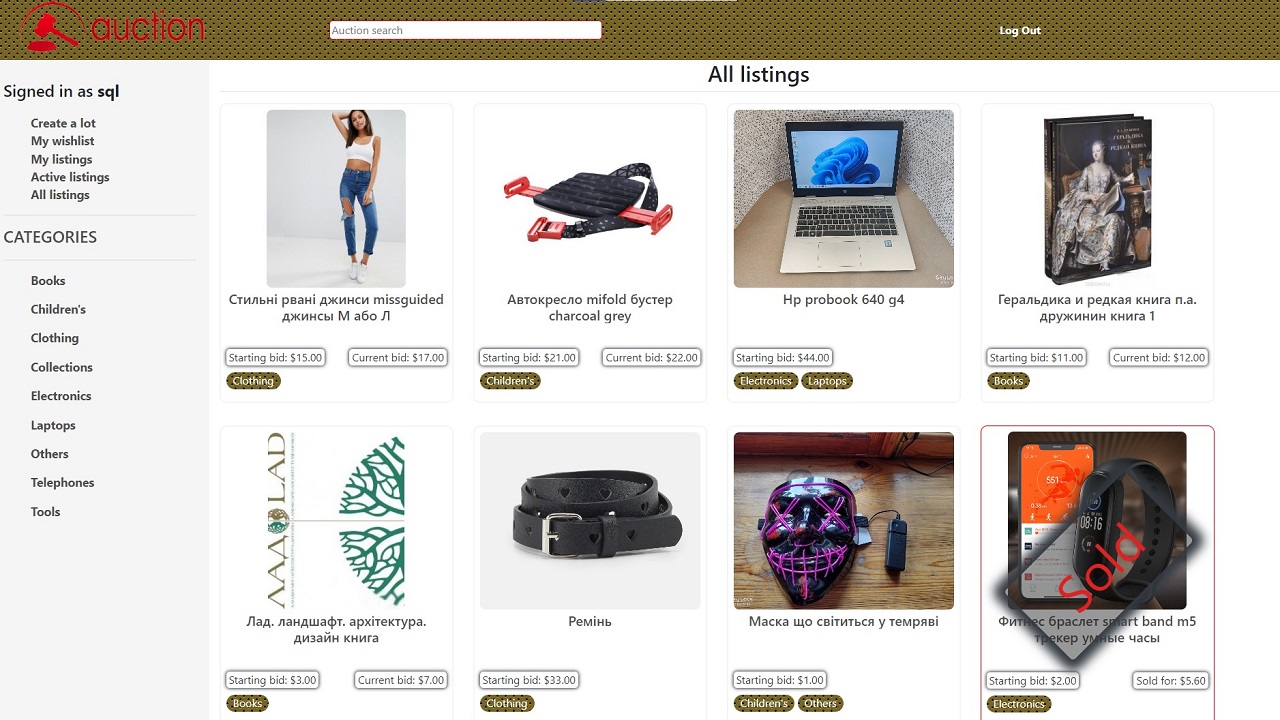 auction
Auction search
Log Out
Signed in as sql
Create a lot
My wishlist
My listings
Active listings
All listings
CATEGORIES
Books
Children's
Clothing
Collections
Electronics
Laptops
Others
Telephones
Tools
All listings
Стильні рвані джинси missguided
джинсы М або Л
Starting bid: $15.00
Current bid: $17.00
Clothing
Автокресло mifold бустер
charcoal grey
Starting bid: $21.00
Current bid: $22.00
Children's
Hp probook 640 g4
Starting bid: $44.00
Electronics
Laptops
ГЕРАЛЬДИКА
И
РЕДКАЯ КНИГА
Геральдика и редкая книга п.а.
дружинин книга 1
Starting bid: $11.00
Current bid: $12.00
Books
LAD
Лад. ландшафт. архітектура.
дизайн книга
Starting bid: $3.00
Current bid: $7.00
Books
Ремінь
Starting bid: $33.00
Clothing
Маска що світиться у темряві
Starting bid: $1.00
Children's
Others
551
08:16
Sold
Фитнес браслет smart band m5
трекер умные часы
Starting bid: $2.00
Sold for: $5.60
Electronics